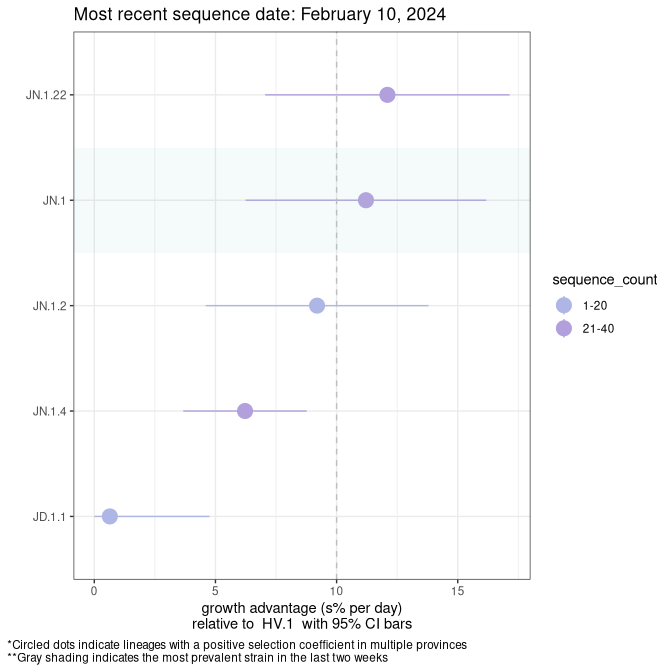 Most recent sequence date: February 10, 2024
JN.1.22
JN.1
JN.1.2
JN.1.4
JD.1.1
sequence_count
1-20
21-40
0 5 10 15
growth advantage (s% per day)
relative to  HV.1  with 95% CI bars
*Circled dots indicate lineages with a positive selection coefficient in multiple provinces
**Gray shading indicates the most prevalent strain in the last two weeks